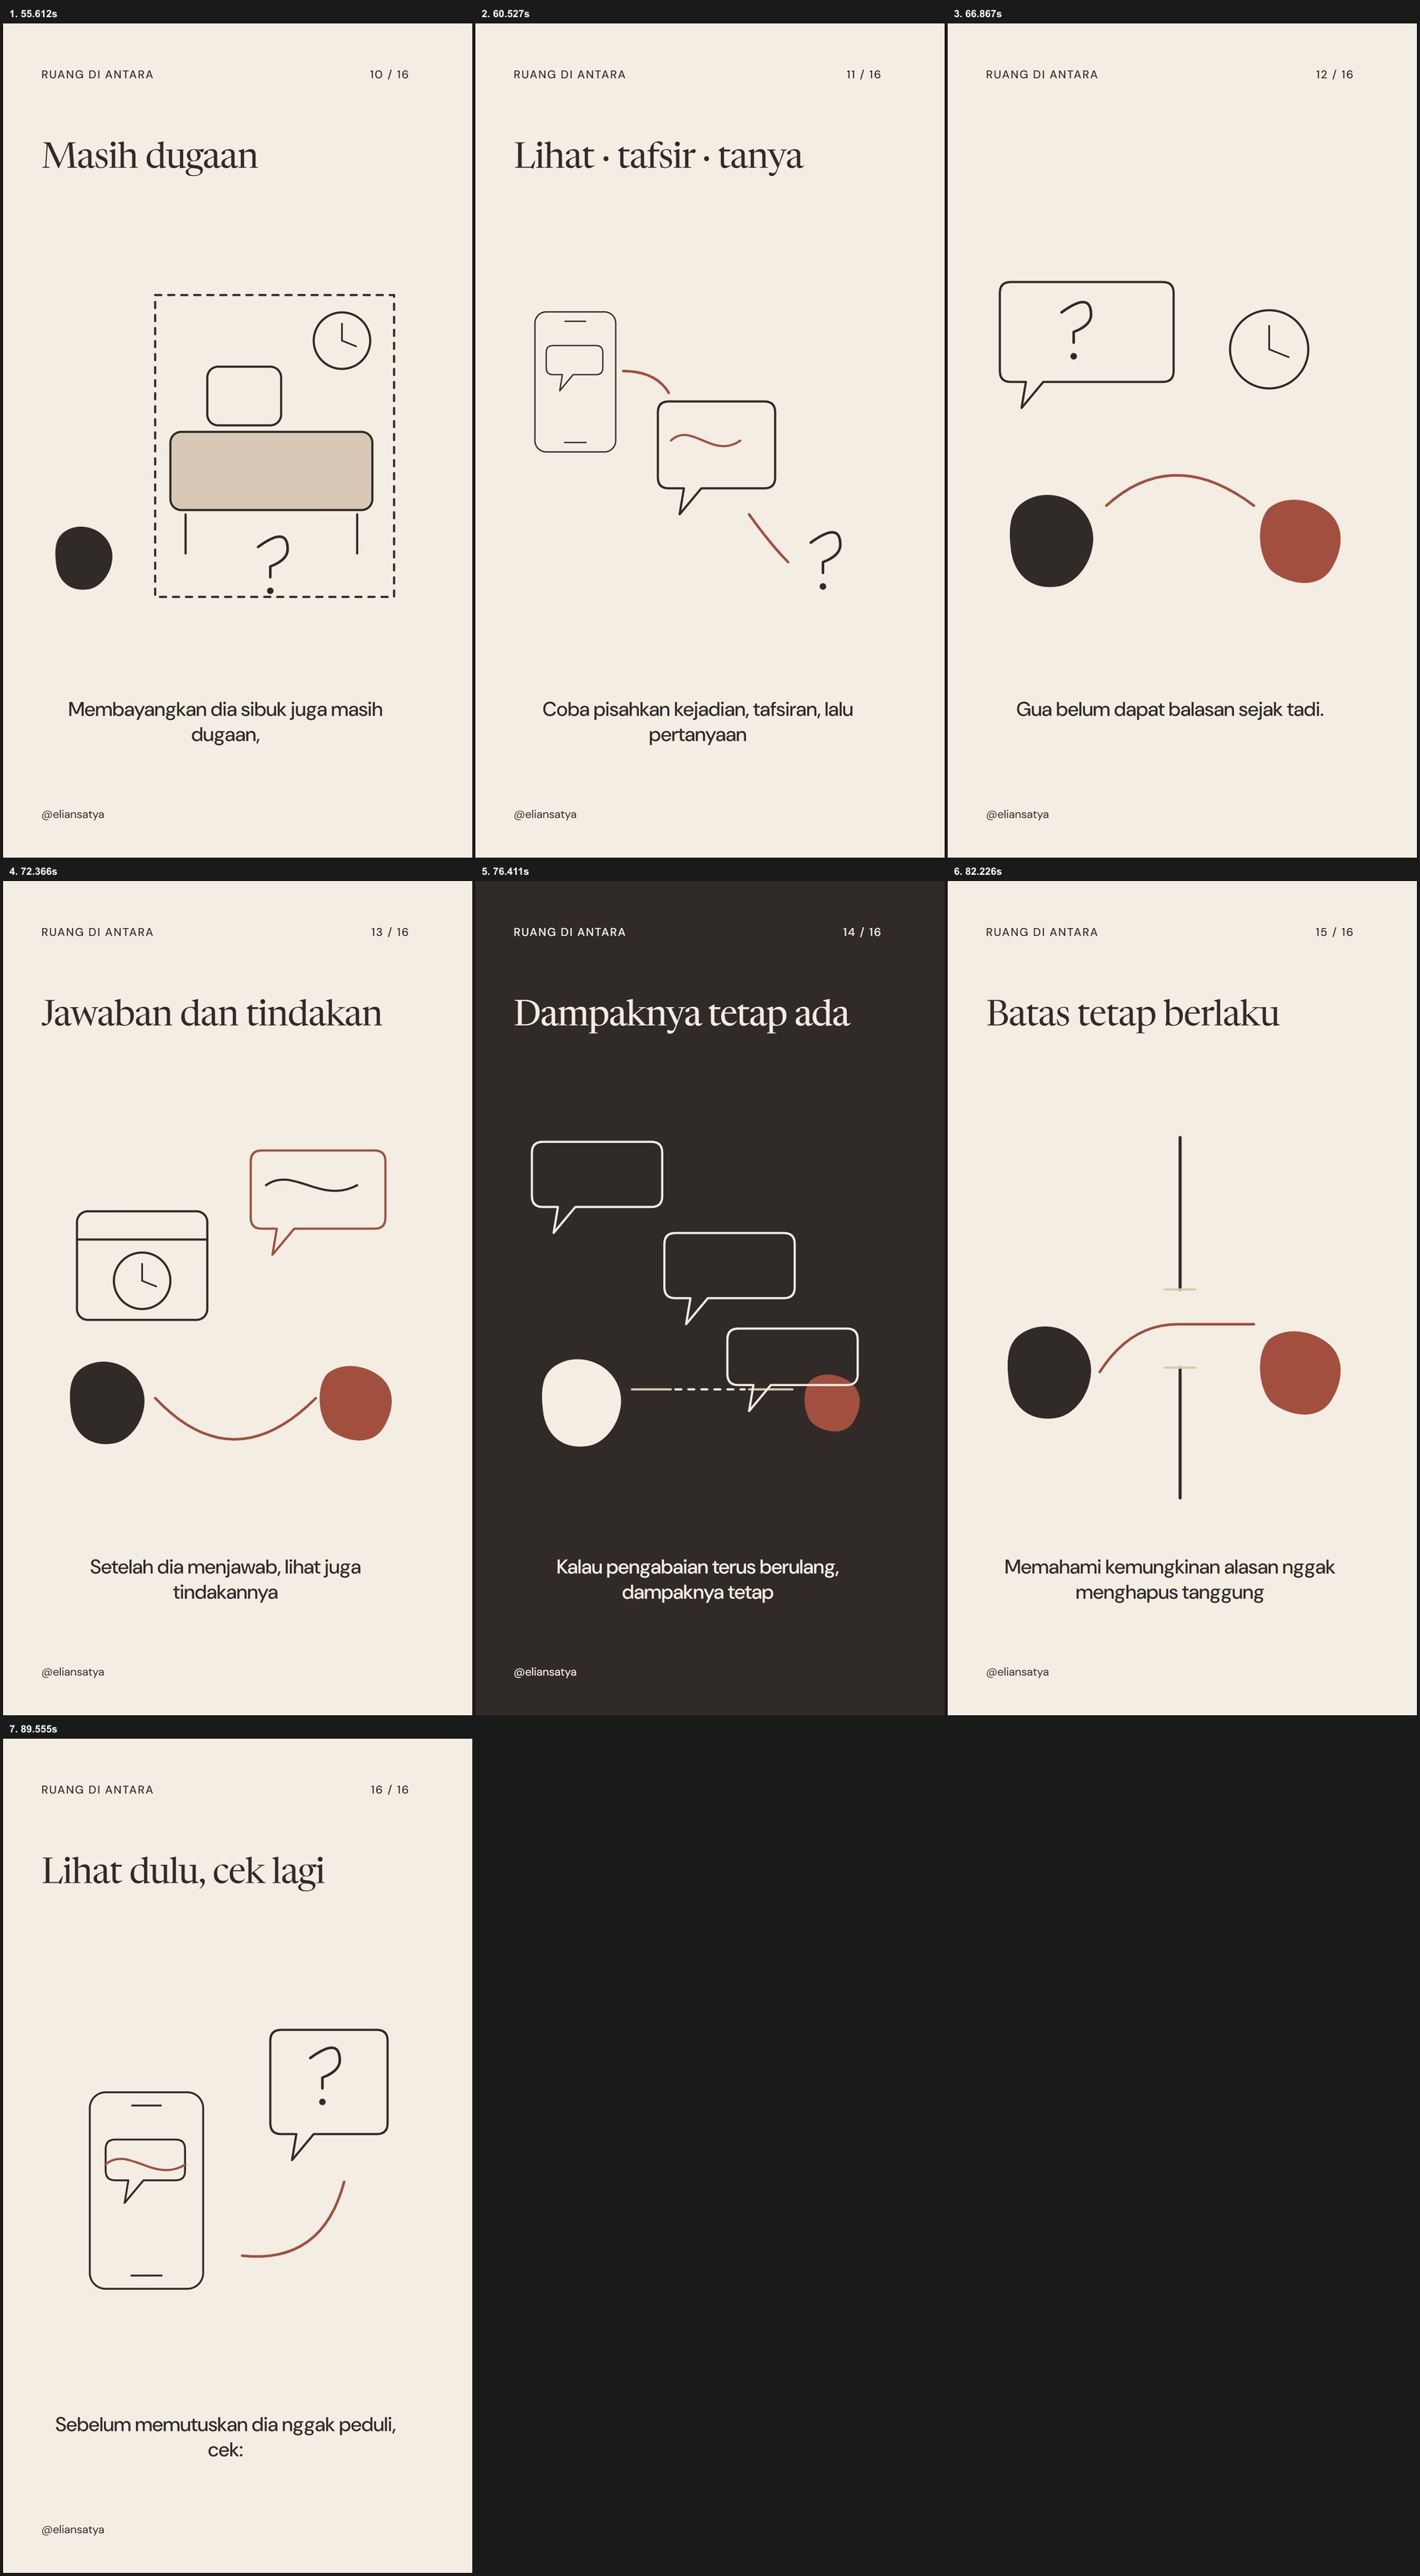 1. 55.612s
RUANG DI ANTARA
10 / 16
Masih dugaan
?
Membayangkan dia sibuk juga masih
dugaan,
@eliansatya
2. 60.527s
RUANG DI ANTARA
11 / 16
Lihat · tafsir · tanya
?
Coba pisahkan kejadian, tafsiran, lalu
pertanyaan
@eliansatya
3. 66.867s
RUANG DI ANTARA
12 / 16
?
Gua belum dapat balasan sejak tadi.
@eliansatya
4. 72.366s
RUANG DI ANTARA
13 / 16
Jawaban dan tindakan
Setelah dia menjawab, lihat juga
tindakannya
@eliansatya
5. 76.411s
RUANG DI ANTARA
14 / 16
Dampaknya tetap ada
Kalau pengabaian terus berulang,
dampaknya tetap
@eliansatya
6. 82.226s
RUANG DI ANTARA
15 / 16
Batas tetap berlaku
Memahami kemungkinan alasan nggak
menghapus tanggung
@eliansatya
7. 89.555s
RUANG DI ANTARA
16 / 16
Lihat dulu, cek lagi
?
Sebelum memutuskan dia nggak peduli,
cek:
@eliansatya